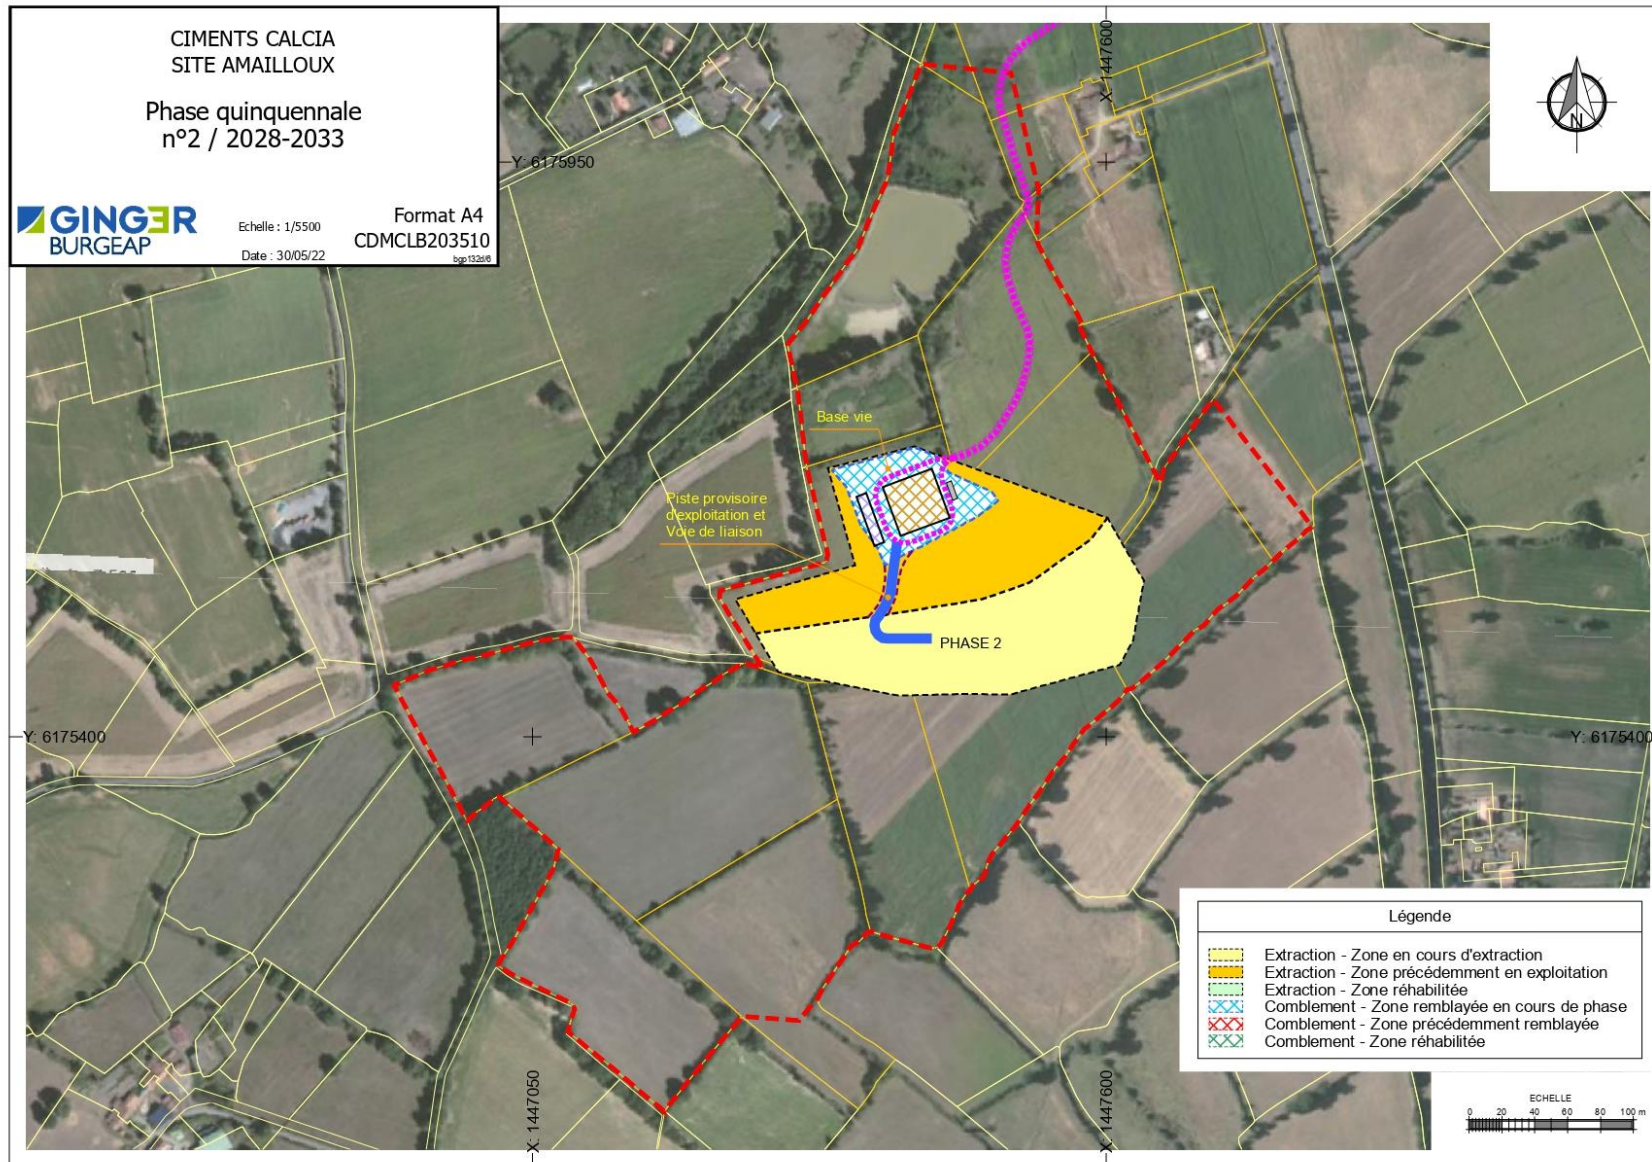 CIMENTS CALCIA
SITE AMAILLOUX
Phase quinquennale
n°2 / 2028-2033
GINGER
BURGEAP
Echelle : 1/5500
Date : 30/05/22
Format A4
CDMCLB203510
X: 1447600
N
Y: 6175950
Base vie
Piste provisoire
d'exploitation et
Voie de liaison
PHASE 2
Y: 6175400
Y: 6175400
Légende
Extraction - Zone en cours d'extraction
Extraction - Zone précédemment en exploitation
Extraction - Zone réhabilitée
Comblement - Zone remblayée en cours de phase
Comblement - Zone précédemment remblayée
Comblement - Zone réhabilitée
X: 1447050
X: 1447600
ECHELLE
0 20 40 60 80 100 m